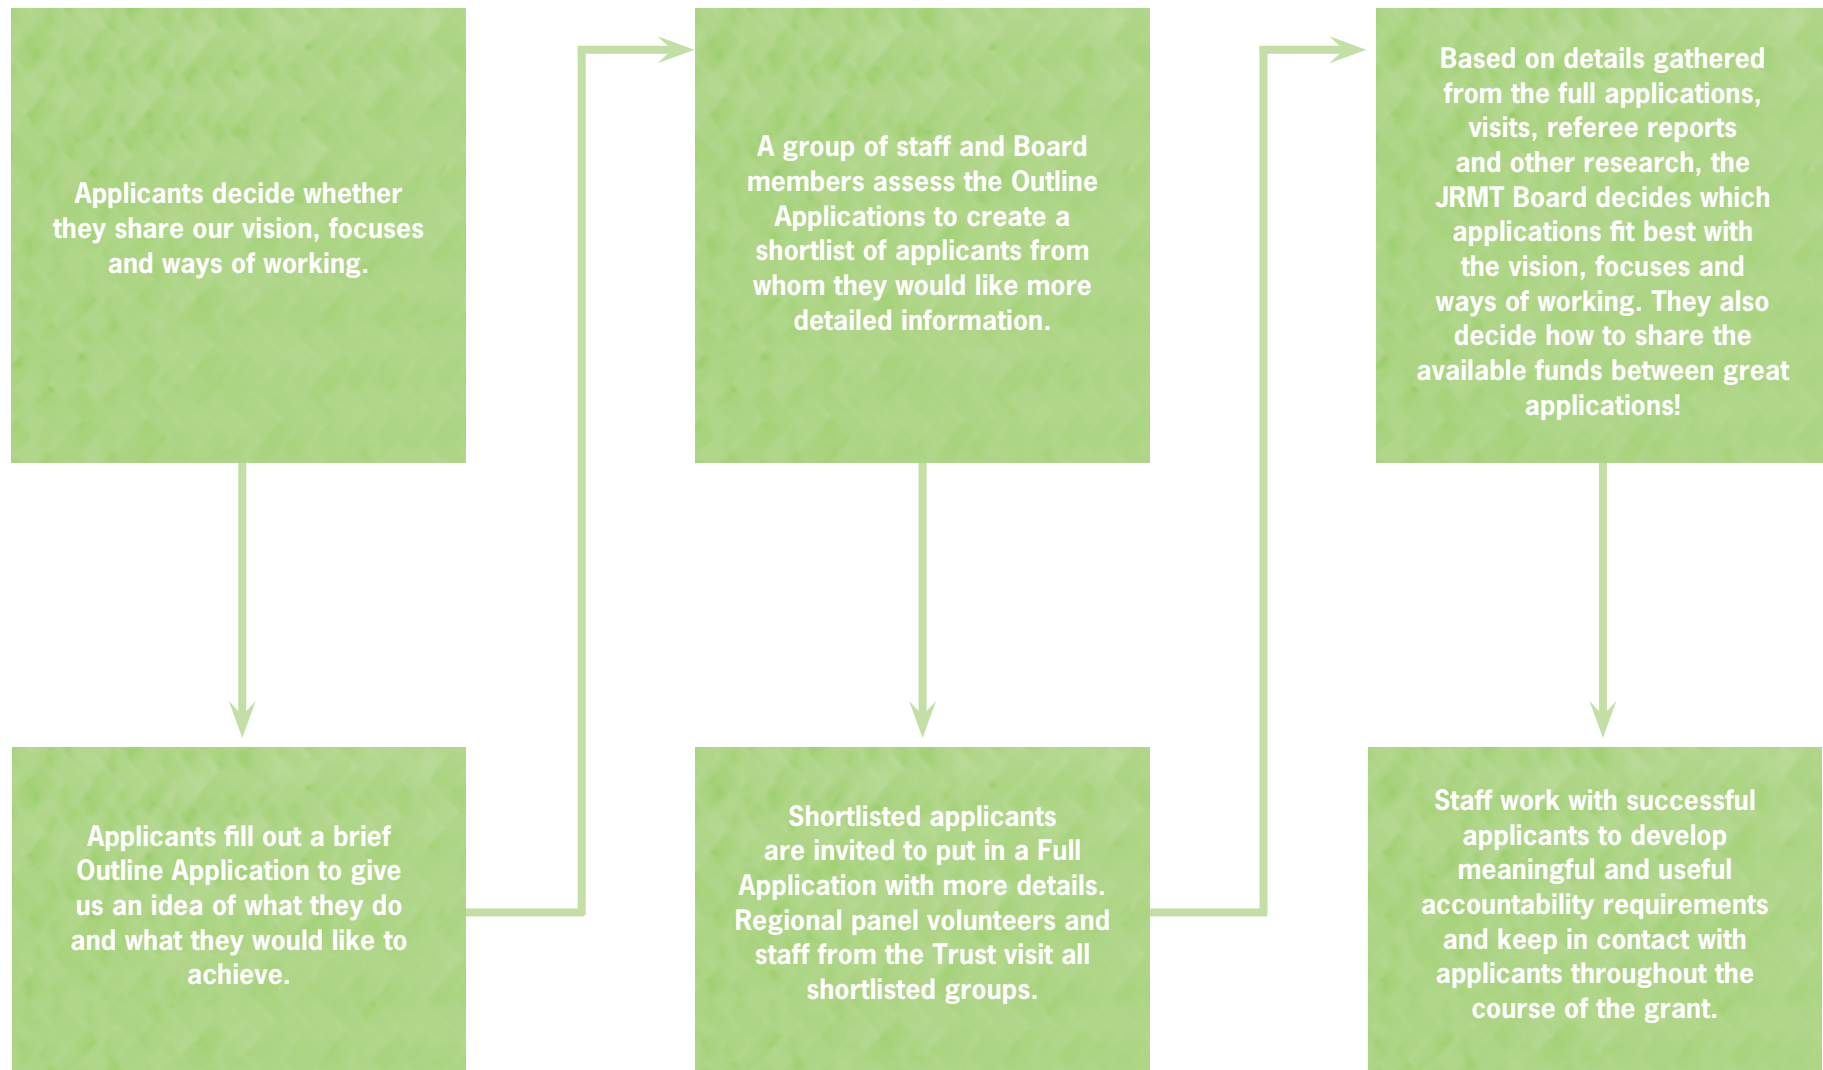 Applicants decide whether
they share our vision, focuses
and ways of working.
Applicants fill out a brief
Outline Application to give
us an idea of what they do
and what they would like to
achieve.
A group of staff and Board
members assess the Outline
Applications to create a
shortlist of applicants from
whom they would like more
detailed information.
Shortlisted applicants
are invited to put in a Full
Application with more details.
Regional panel volunteers and
staff from the Trust visit all
shortlisted groups.
Based on details gathered
from the full applications,
visits, referee reports
and other research, the
JRMT Board decides which
applications fit best with
the vision, focuses and
ways of working. They also
decide how to share the
available funds between great
applications!
Staff work with successful
applicants to develop
meaningful and useful
accountability requirements
and keep in contact with
applicants throughout the
course of the grant.